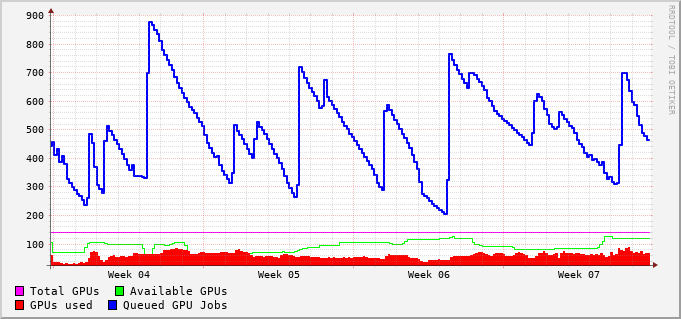 900
800
700
600
500
400
300
200
100
Week 04 Week 05 Week 06 Week 07
Total GPUs Available GPUs
GPUs used Queued GPU Jobs
RRDTOOL / TOBI OETIKER